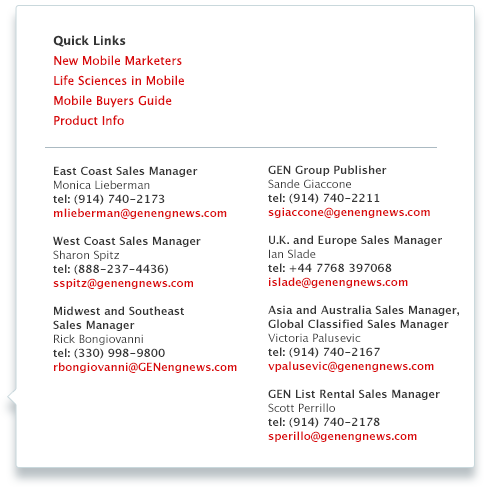 Quick Links
New Mobile Marketers
Life Sciences in Mobile
Mobile Buyers Guide
Product Info
East Coast Sales Manager
Monica Lieberman
tel: (914) 740-2173
mlieberman@genengnews.com
West Coast Sales Manager
Sharon Spitz
tel: (888-237-4436)
sspitz@genengnews.com
Midwest and Southeast
Sales Manager
Rick Bongiovanni
tel: (330) 998-9800
rbongiovanni@GENengnews.com
GEN Group Publisher
Sande Giaccone
tel: (914) 740-2211
sgiaccone@genengnews.com
U.K. and Europe Sales Manager
Ian Slade
tel: +44 7768 397068
islade@genengnews.com
Asia and Australia Sales Manager,
Global Classified Sales Manager
Victoria Palusevic
tel: (914) 740-2167
vpalusevic@genengnews.com
GEN List Rental Sales Manager
Scott Perrillo
tel: (914) 740-2178
sperillo@genengnews.com